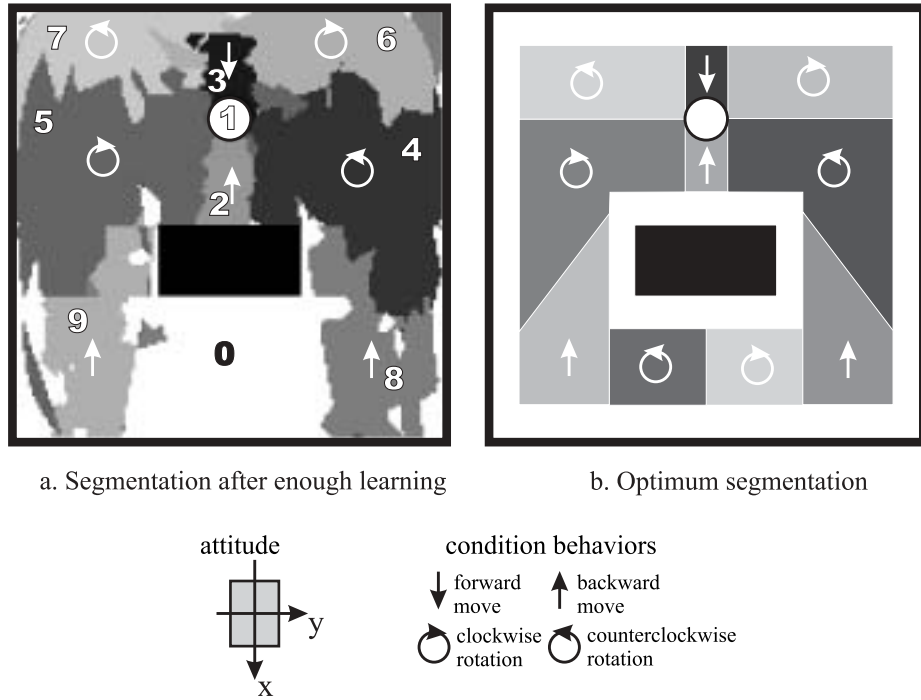 7
6
3
1
5
4
2
9
0
8
a. Segmentation after enough learning
b. Optimum segmentation
attitude
condition behaviors
y
x
forward
move
backward
move
clockwise
rotation
counterclockwise
rotation